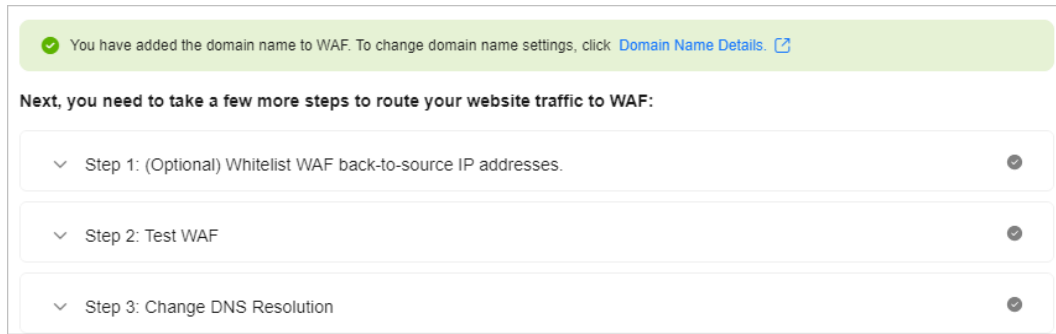 You have added the domain name to WAF. To change domain name settings, click Domain Name Details.
Next, you need to take a few more steps to route your website traffic to WAF:
Step 1: (Optional) Whitelist WAF back-to-source IP addresses.
Step 2: Test WAF
Step 3: Change DNS Resolution